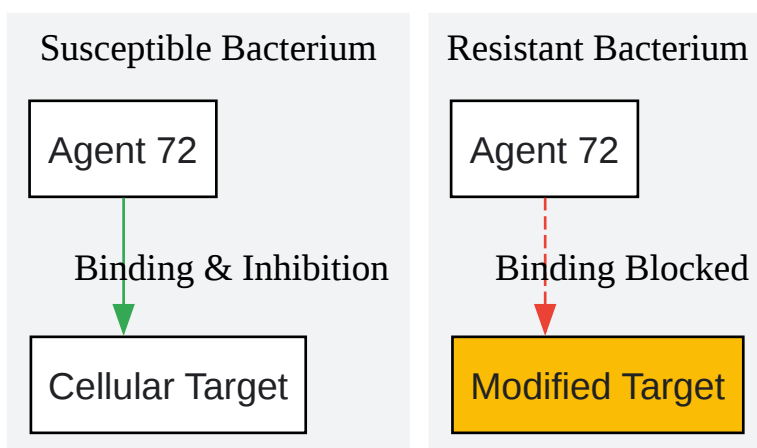 Susceptible Bacterium
Agent 72
Binding & Inhibition
Cellular Target
Resistant Bacterium
Agent 72
Binding Blocked
Modified Target